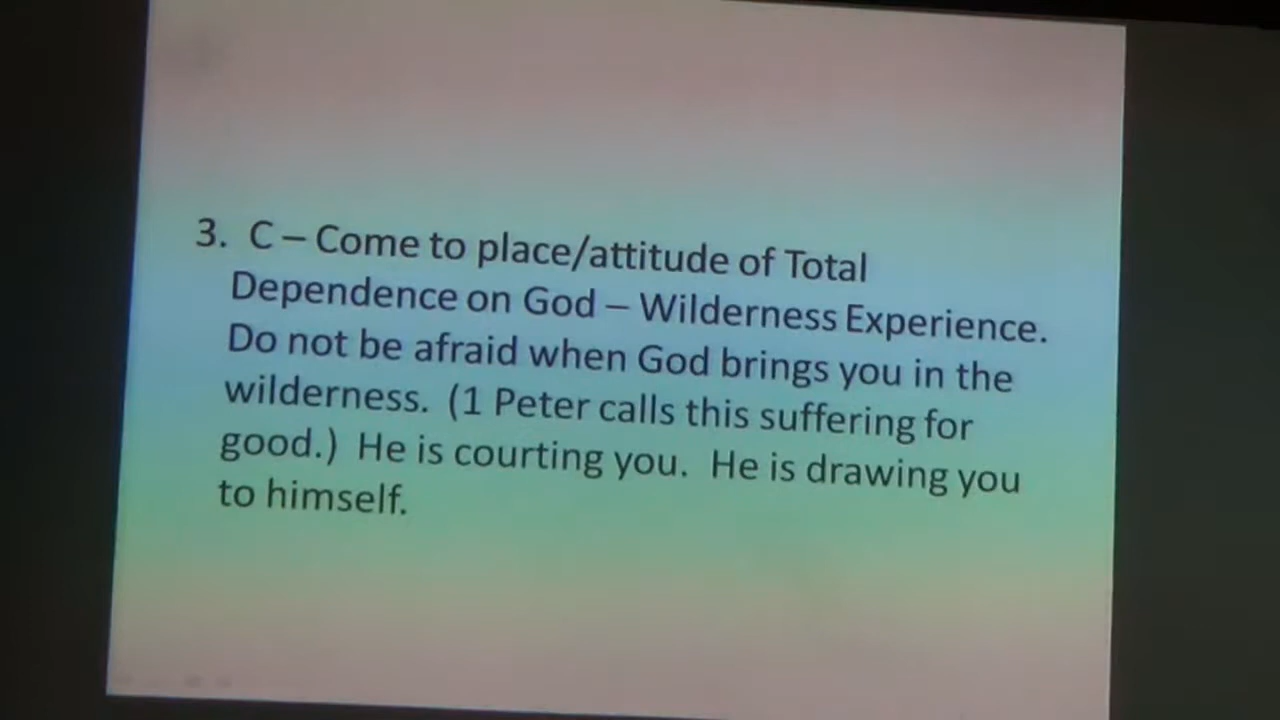 3. C – Come to place/attitude of Total
Dependence on God – Wilderness Experience.
Do not be afraid when God brings you in the
wilderness. (1 Peter calls this suffering for
good.) He is courting you. He is drawing you
to himself.